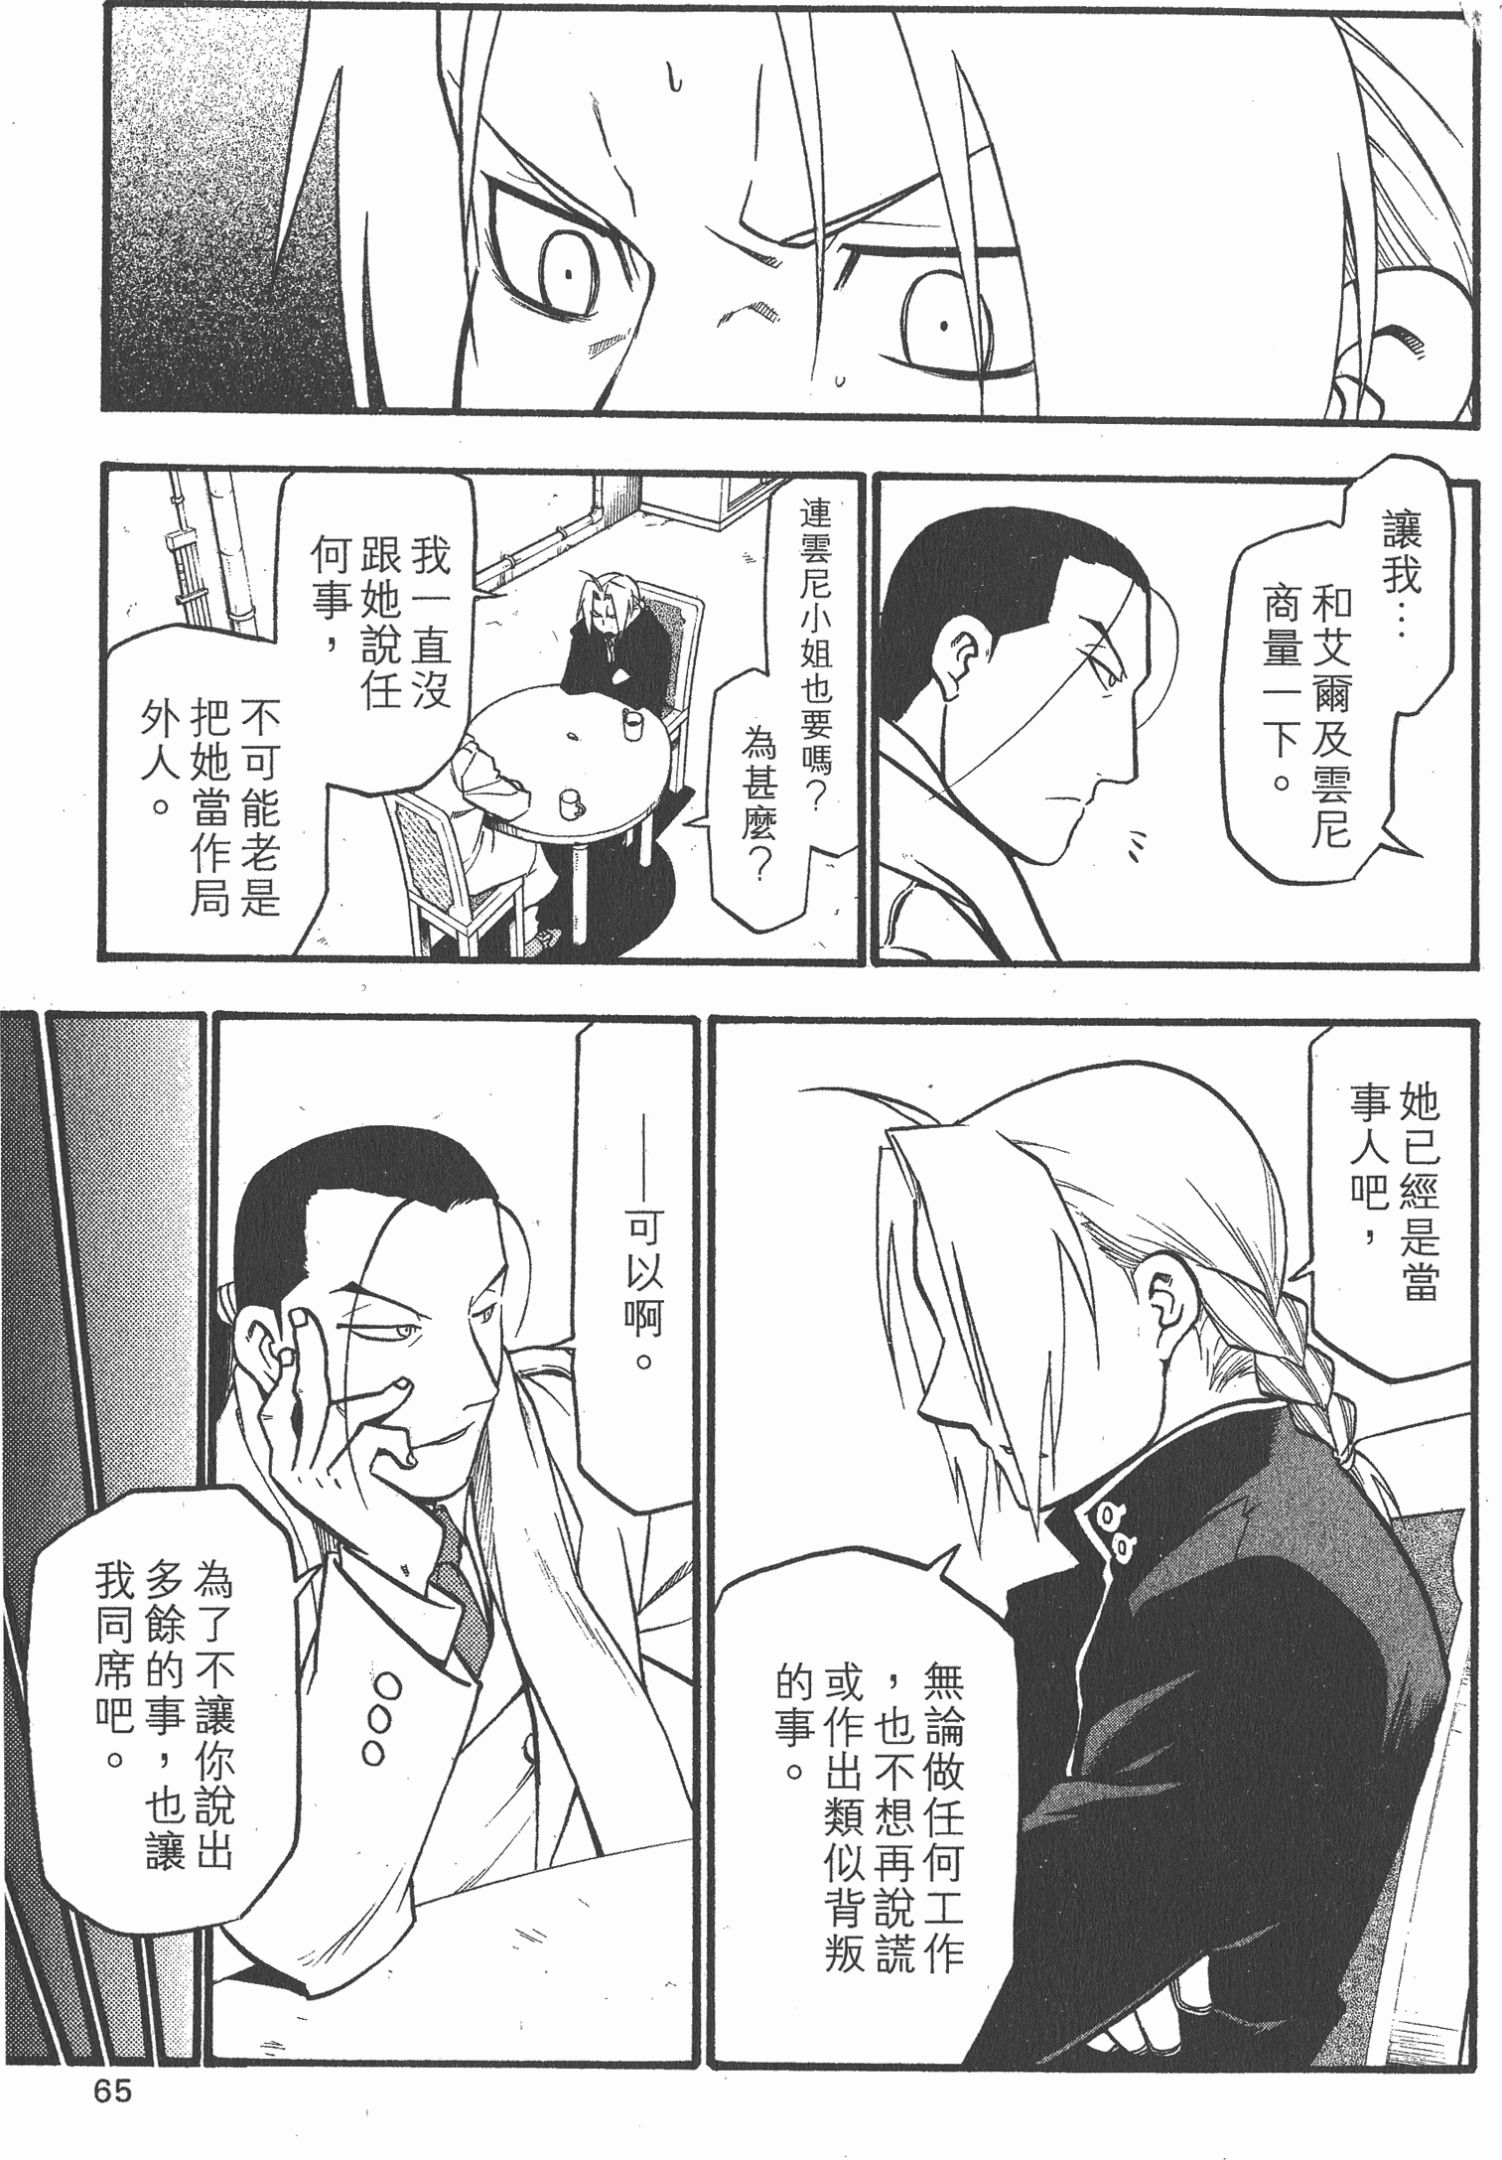 讓我…
和艾爾及雲尼
商量一下。
連雲尼小姐也要嗎？
為甚麼？
我一直沒
跟她說任
何事，
不可能老是
把她當作局
外人。
她已經是當
事人吧，
無論做任何工作
，也不想再說謊
或作出類似背叛
的事。
——可以啊。
為了不讓你說出
多餘的事，也讓
我同席吧。
65